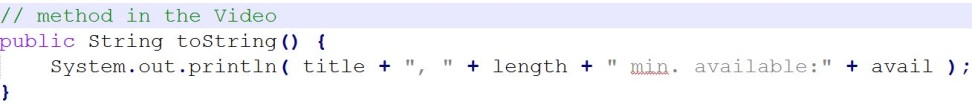 // method in the Video
public String toString() {
System.out.println( title + ", " + length + " min. available:" + avail );
}